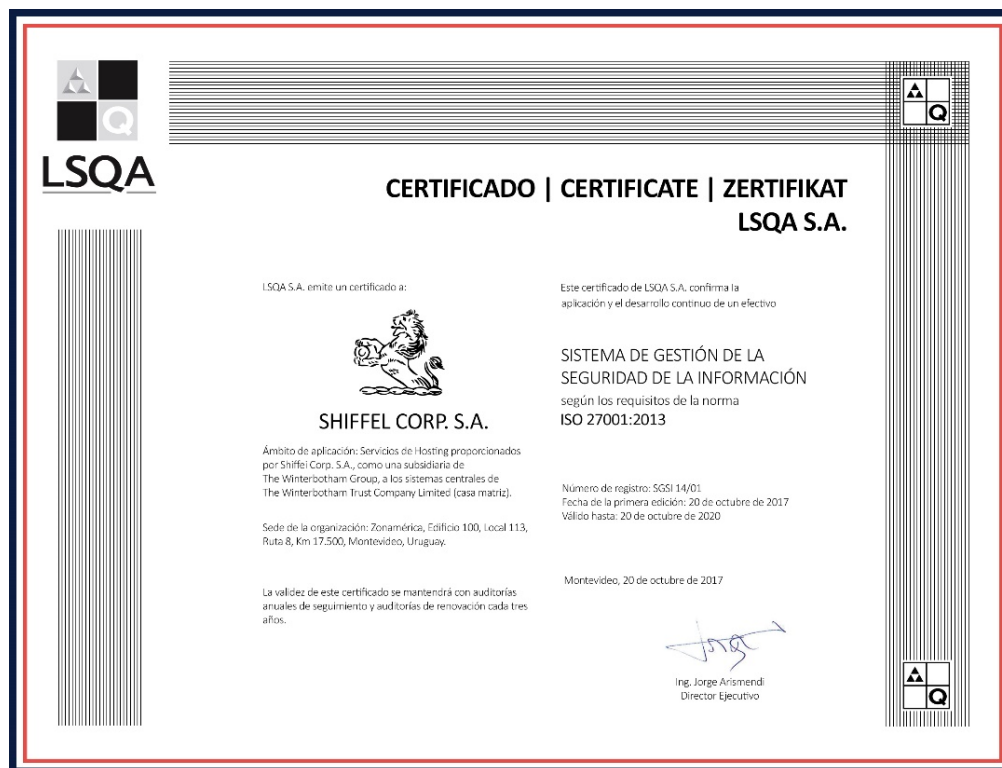 LSQA
CERTIFICADO | CERTIFICATE | ZERTIFIKAT
LSQA S.A.
LSQA S.A. emite un certificado a:
SHIFFEL CORP. S.A.
Ámbito de aplicación: Servicios de Hosting proporcionados
por Shiffel Corp. S.A., como una subsidiaria de
The Winterbotham Group, a los sistemas centrales de
The Winterbotham Trust Company Limited (casa matriz).
Sede de la organización: Zonamérica, Edificio 100, Local 113,
Ruta 8, Km 17.500, Montevideo, Uruguay.
La validez de este certificado se mantendrá con auditorías
anuales de seguimiento y auditorías de renovación cada tres
años.
Este certificado de LSQA S.A. confirma la
aplicación y el desarrollo continuo de un efectivo
SISTEMA DE GESTIÓN DE LA
SEGURIDAD DE LA INFORMACIÓN
según los requisitos de la norma
ISO 27001:2013
Número de registro: SGSI 14/01
Fecha de la primera edición: 20 de octubre de 2017
Válido hasta: 20 de octubre de 2020
Montevideo, 20 de octubre de 2017
Jorge
Ing. Jorge Arismendi
Director Ejecutivo
Q
Q
Q